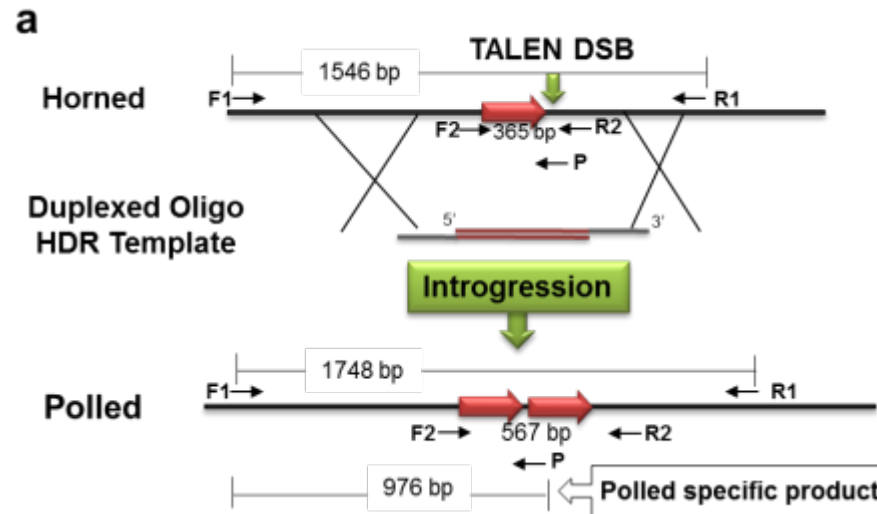 a
TALEN DSB
1546 bp
Horned
F1
R1
F2
365 bp
R2
P
Duplexed Oligo
HDR Template
5'
3'
Introgression
1748 bp
F1
R1
Polled
F2
567 bp
R2
P
976 bp
Polled specific product